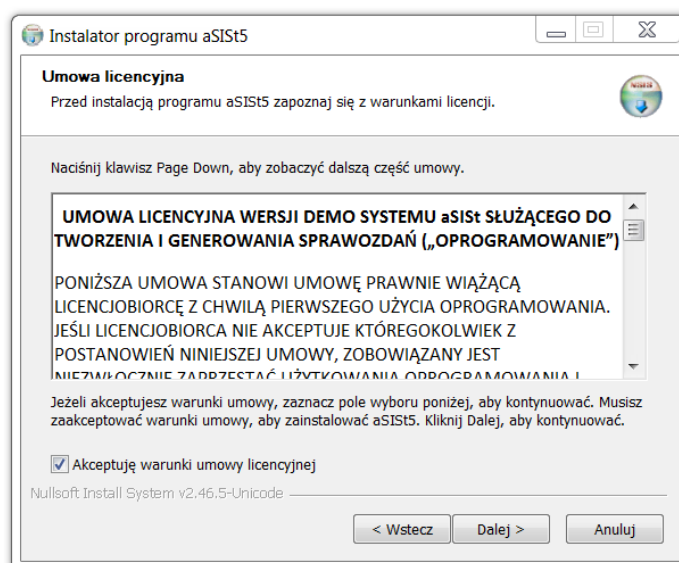 Instalator programu aSISt5
Umowa licencyjna
Przed instalacją programu aSISt5 zapoznaj się z warunkami licencji.
Naciśnij klawisz Page Down, aby zobaczyć dalszą część umowy.
UMOWA LICENCYJNA WERSJI DEMO SYSTEMU aSISt SŁUŻĄCEGO DO
TWORZENIA I GENEROWANIA SPRAWOZDAŃ („OPROGRAMOWANIE”)
PONIŻSZA UMOWA STANOWI UMOWĘ PRAWNIE WIĄŻĄCĄ
LICENCJOBIORCĘ Z CHWILĄ PIERWSZEGO UŻYCIA OPROGRAMOWANIA.
JEŚLI LICENCJOBIORCA NIE AKCEPTUJE KTÓREGOKOLWIEK Z
POSTANOWIEŃ NINIEJSZEJ UMOWY, ZOBOWIĄZANY JEST
NIEZWŁOCZNIE ZAPRZESTAĆ UŻYTKOWANIA OPROGRAMOWANIA I
Jeżeli akceptujesz warunki umowy, zaznacz pole wyboru poniżej, aby kontynuować. Musisz
zaakceptować warunki umowy, aby zainstalować aSISt5. Kliknij Dalej, aby kontynuować.
Akceptuję warunki umowy licencyjnej
Nullsoft Install System v2.46.5-Unicode
< Wstecz Dalej > Anuluj